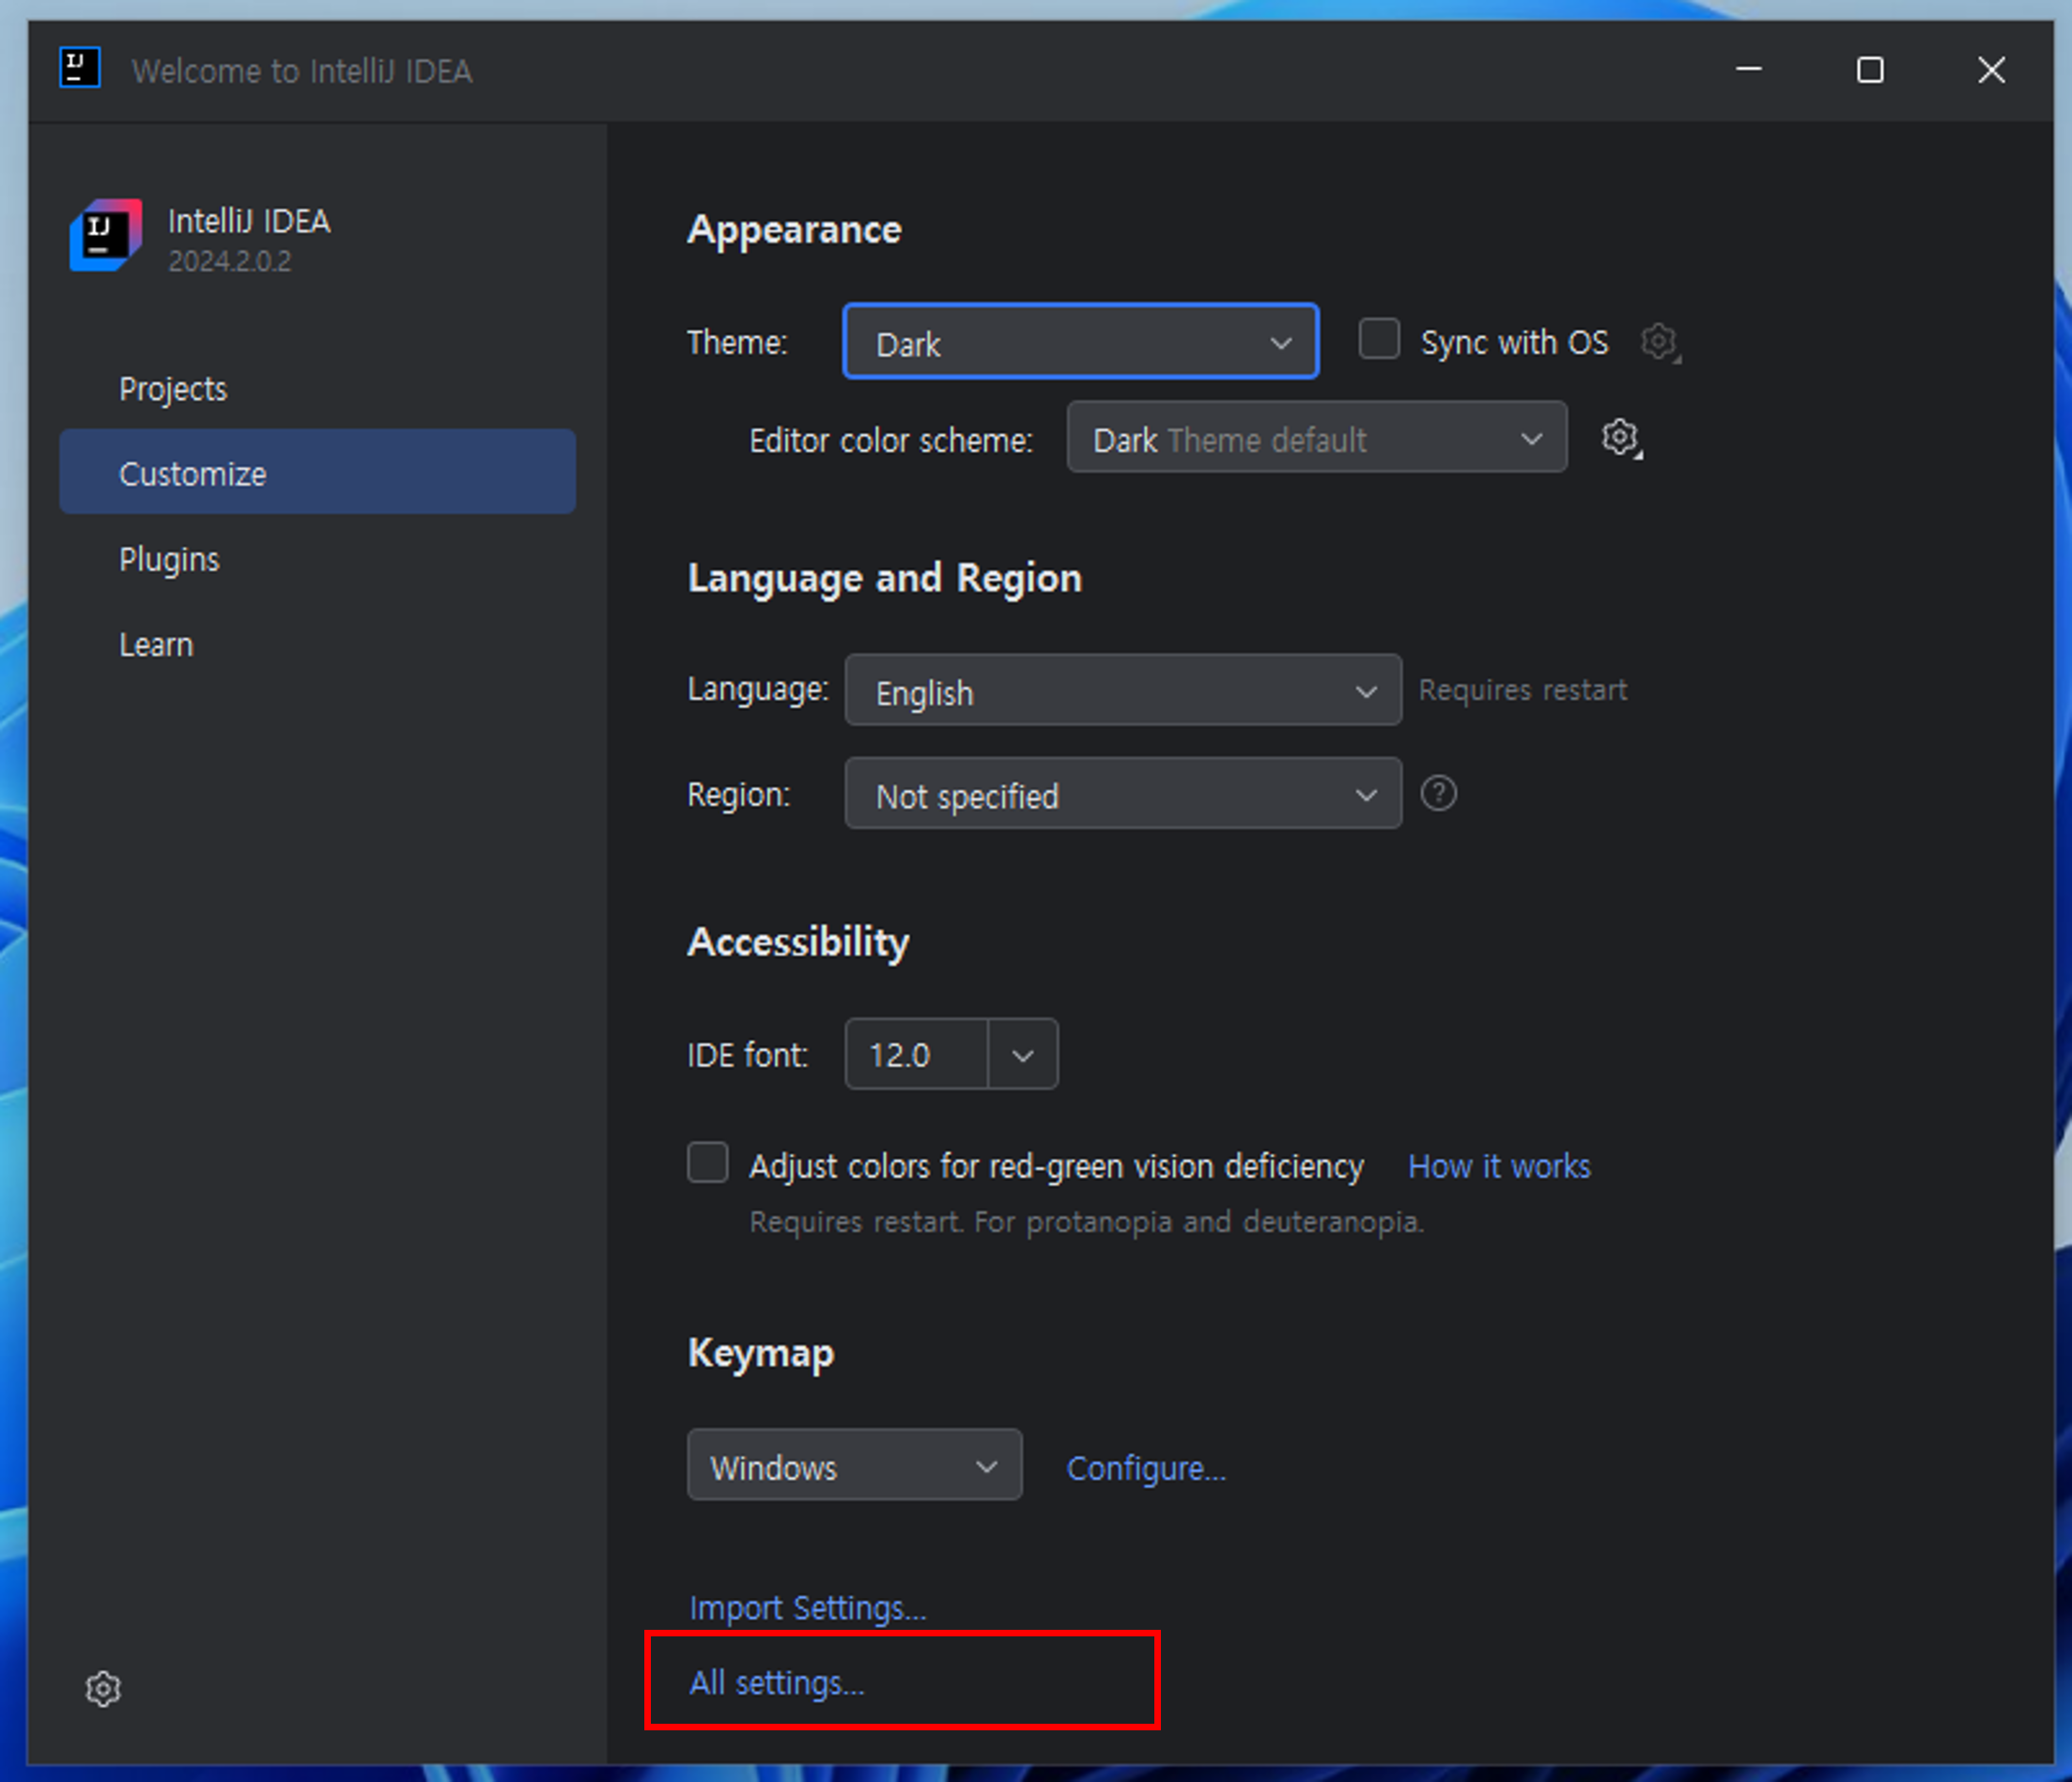 Welcome to IntelliJ IDEA
IntelliJ IDEA
2024.2.0.2
Projects
Customize
Plugins
Learn
Appearance
Theme: Dark Sync with OS
Editor color scheme: Dark Theme default
Language and Region
Language: English Requires restart
Region: Not specified ?
Accessibility
IDE font: 12.0
Adjust colors for red-green vision deficiency How it works
Requires restart. For protanopia and deuteranopia.
Keymap
Windows Configure...
Import Settings...
All settings...